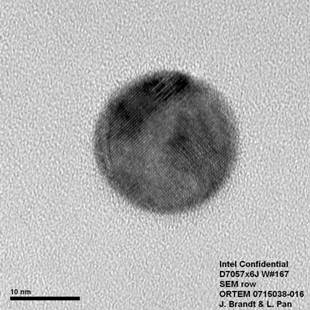 Intel Confidential
D7057x6J W#167
SEM row
ORTEM 0715038-016
J. Brandt & L. Pan
10 nm